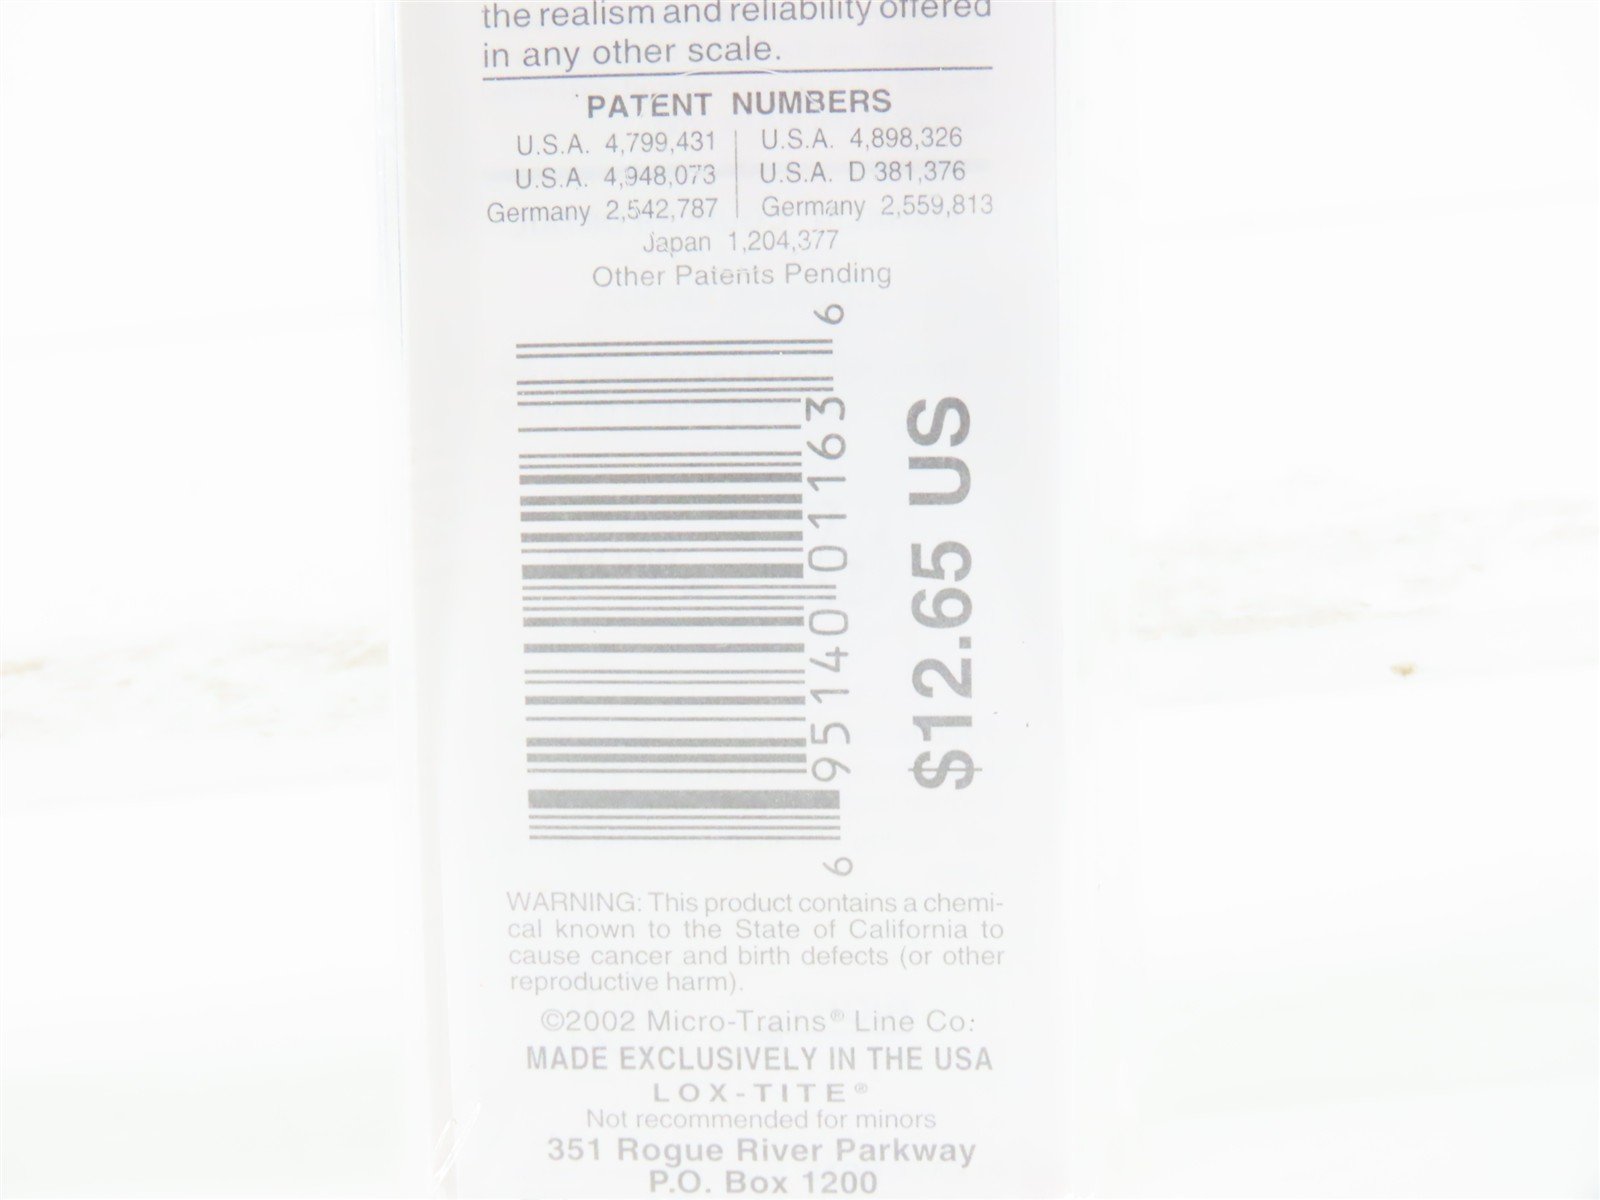 the realism and reliability offered
in any other scale.
PATENT NUMBERS
U.S.A. 4,799,431 | U.S.A. 4,898,326
U.S.A. 4,948,073 | U.S.A. D 381,376
Germany 2,542,787 | Germany 2,559,813
Japan 1,204,377
Other Patents Pending
6 95140 01163 6
$12.65 US
WARNING: This product contains a chemi-
cal known to the State of California to
cause cancer and birth defects (or other
reproductive harm).
©2002 Micro-Trains® Line Co.
MADE EXCLUSIVELY IN THE USA
LOX-TITE®
Not recommended for minors
351 Rogue River Parkway
P.O. Box 1200